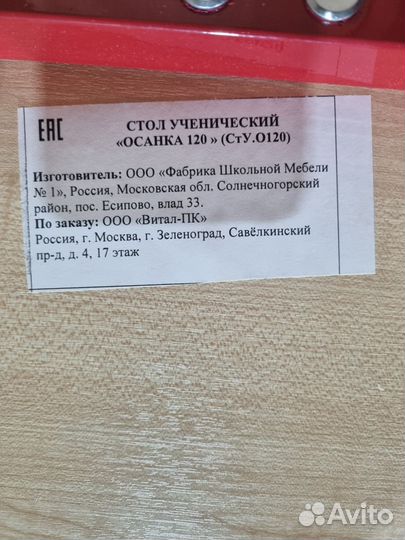 EAC
СТОЛ УЧЕНИЧЕСКИЙ
«ОСАНКА 120 » (СтУ.О120)
Изготовитель: ООО «Фабрика Школьной Мебели
№ 1», Россия, Московская обл. Солнечногорский
район, пос. Есипово, влад 33.
По заказу: ООО «Витал-ПК»
Россия, г. Москва, г. Зеленоград, Савёлкинский
пр-д, д. 4, 17 этаж
Avito